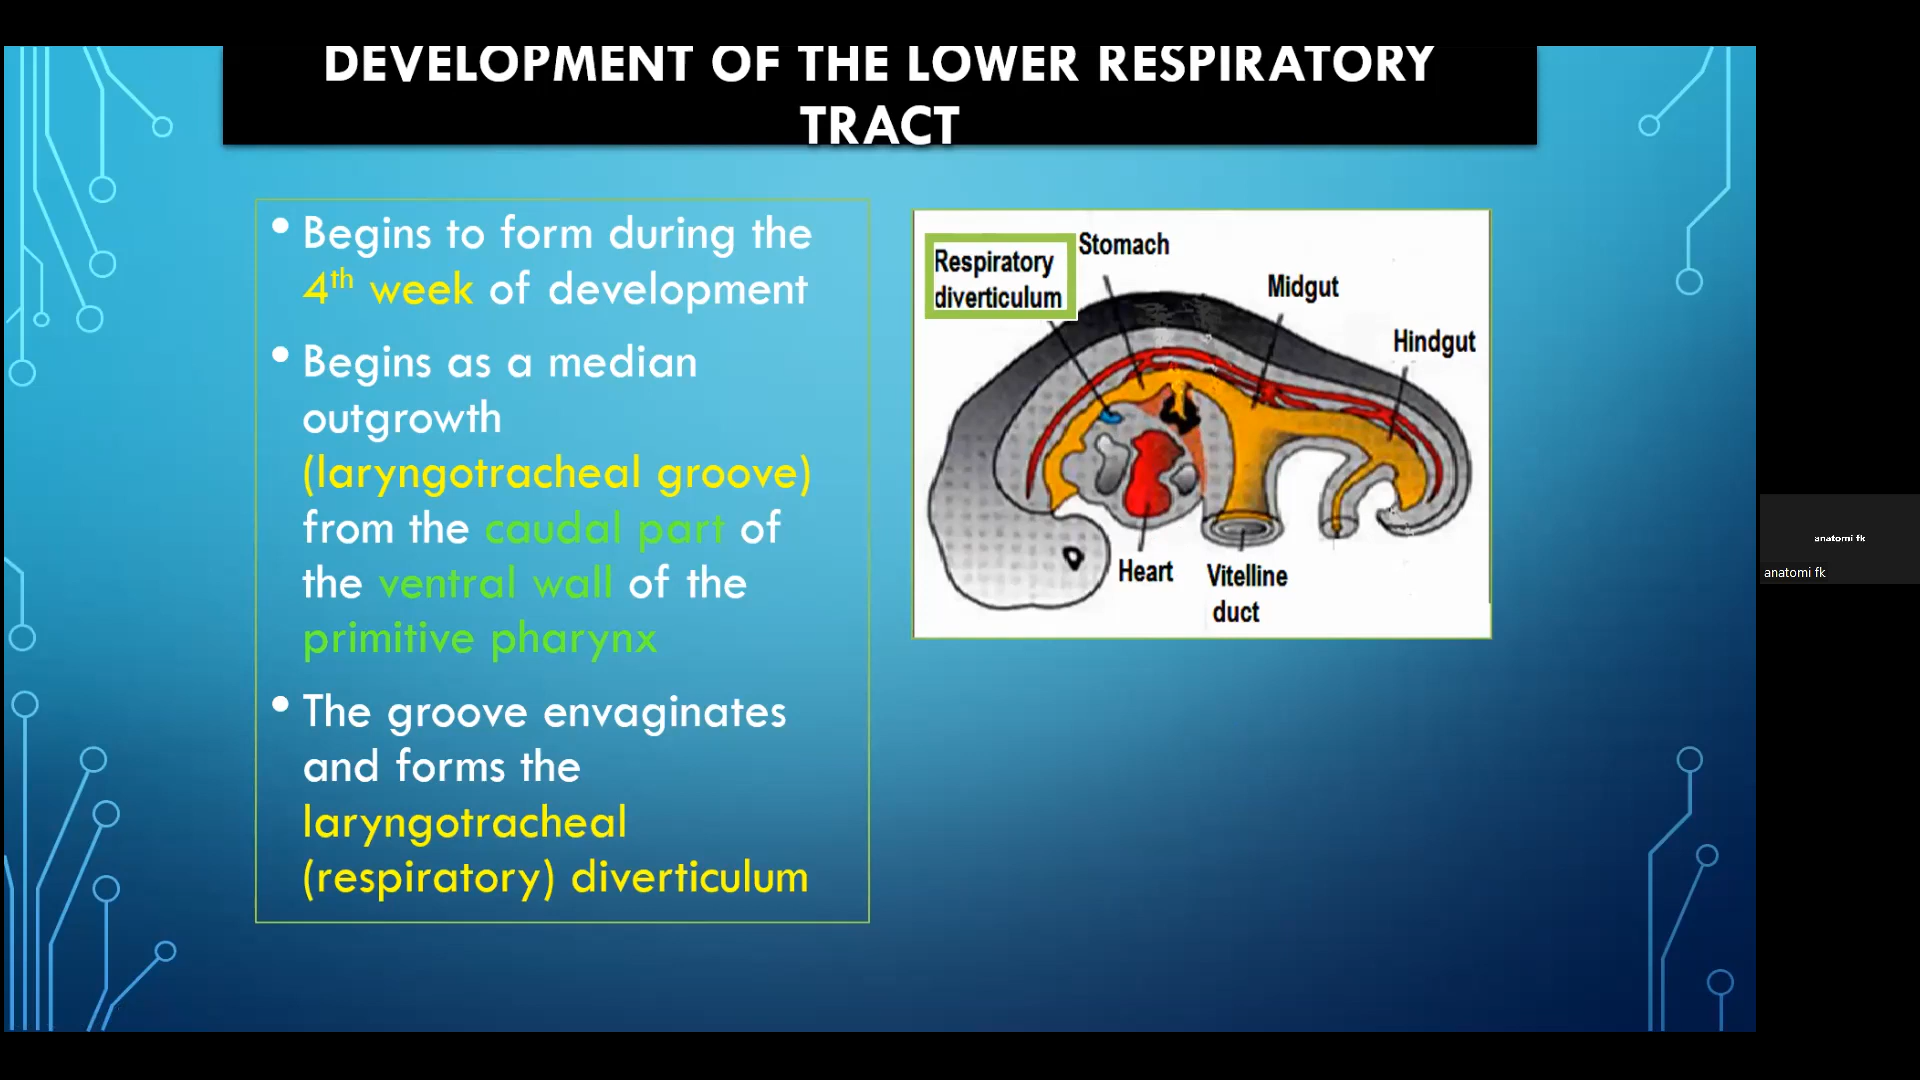 DEVELOPMENT OF THE LOWER RESPIRATORY
TRACT
• Begins to form during the
4th week of development
• Begins as a median
outgrowth
(laryngotracheal groove)
from the caudal part of
the ventral wall of the
primitive pharynx
• The groove envaginates
and forms the
laryngotracheal
(respiratory) diverticulum
Respiratory
diverticulum
Stomach
Midgut
Hindgut
Heart
Vitelline
duct
anatomi fk
anatomi fk